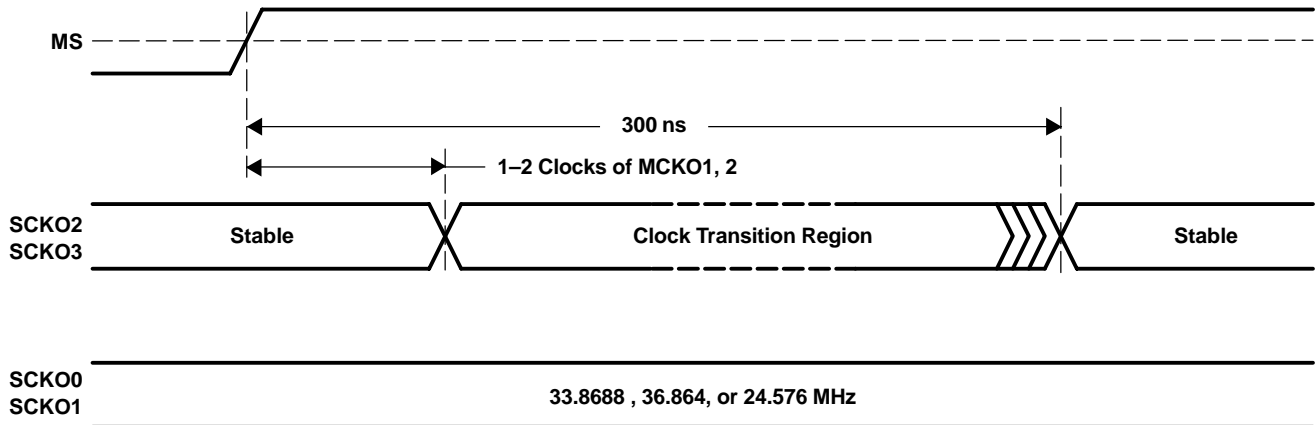 MS
300 ns
1–2 Clocks of MCKO1, 2
SCKO2
SCKO3
Stable
Clock Transition Region
Stable
SCKO0
SCKO1
33.8688 , 36.864, or 24.576 MHz